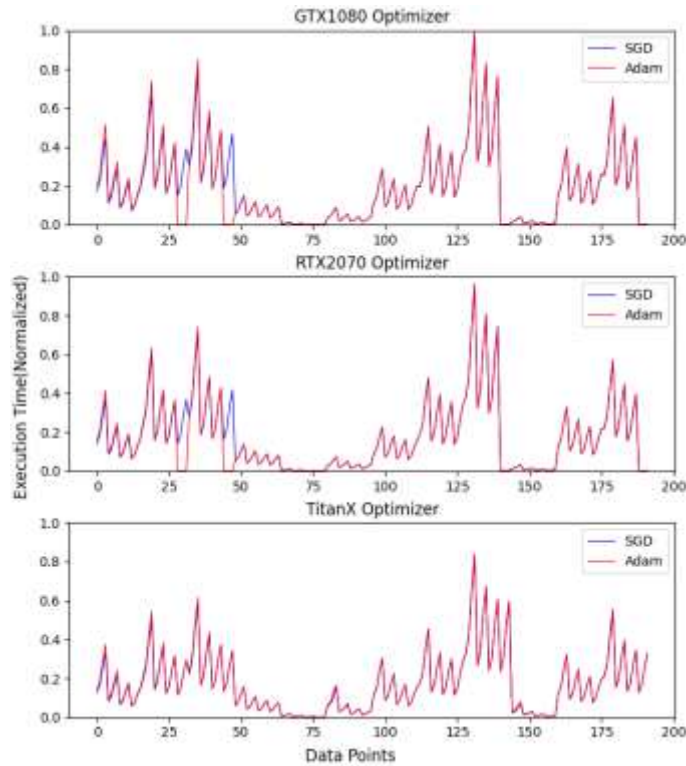 GTX1080 Optimizer
1.0
0.8
0.6
0.4
0.2
0.0
SGD
Adam
0 25 50 75 100 125 150 175 200
RTX2070 Optimizer
Execution Time(Normalized)
1.0
0.8
0.6
0.4
0.2
0.0
SGD
Adam
0 25 50 75 100 125 150 175 200
TitanX Optimizer
1.0
0.8
0.6
0.4
0.2
0.0
SGD
Adam
0 25 50 75 100 125 150 175 200
Data Points